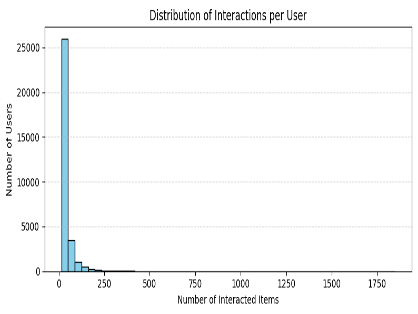 Distribution of Interactions per User
Number of Users
25000
20000
15000
10000
5000
0
0 250 500 750 1000 1250 1500 1750
Number of Interacted Items